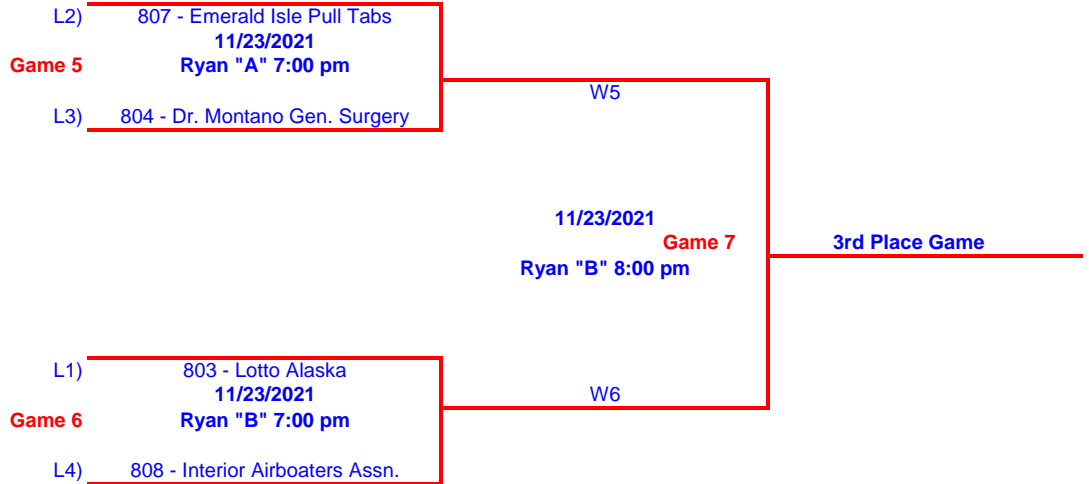 L2) 807 - Emerald Isle Pull Tabs
11/23/2021
Game 5 Ryan "A" 7:00 pm
W5
L3) 804 - Dr. Montano Gen. Surgery
11/23/2021
Game 7 3rd Place Game
Ryan "B" 8:00 pm
L1) 803 - Lotto Alaska
11/23/2021 W6
Game 6 Ryan "B" 7:00 pm
L4) 808 - Interior Airboaters Assn.